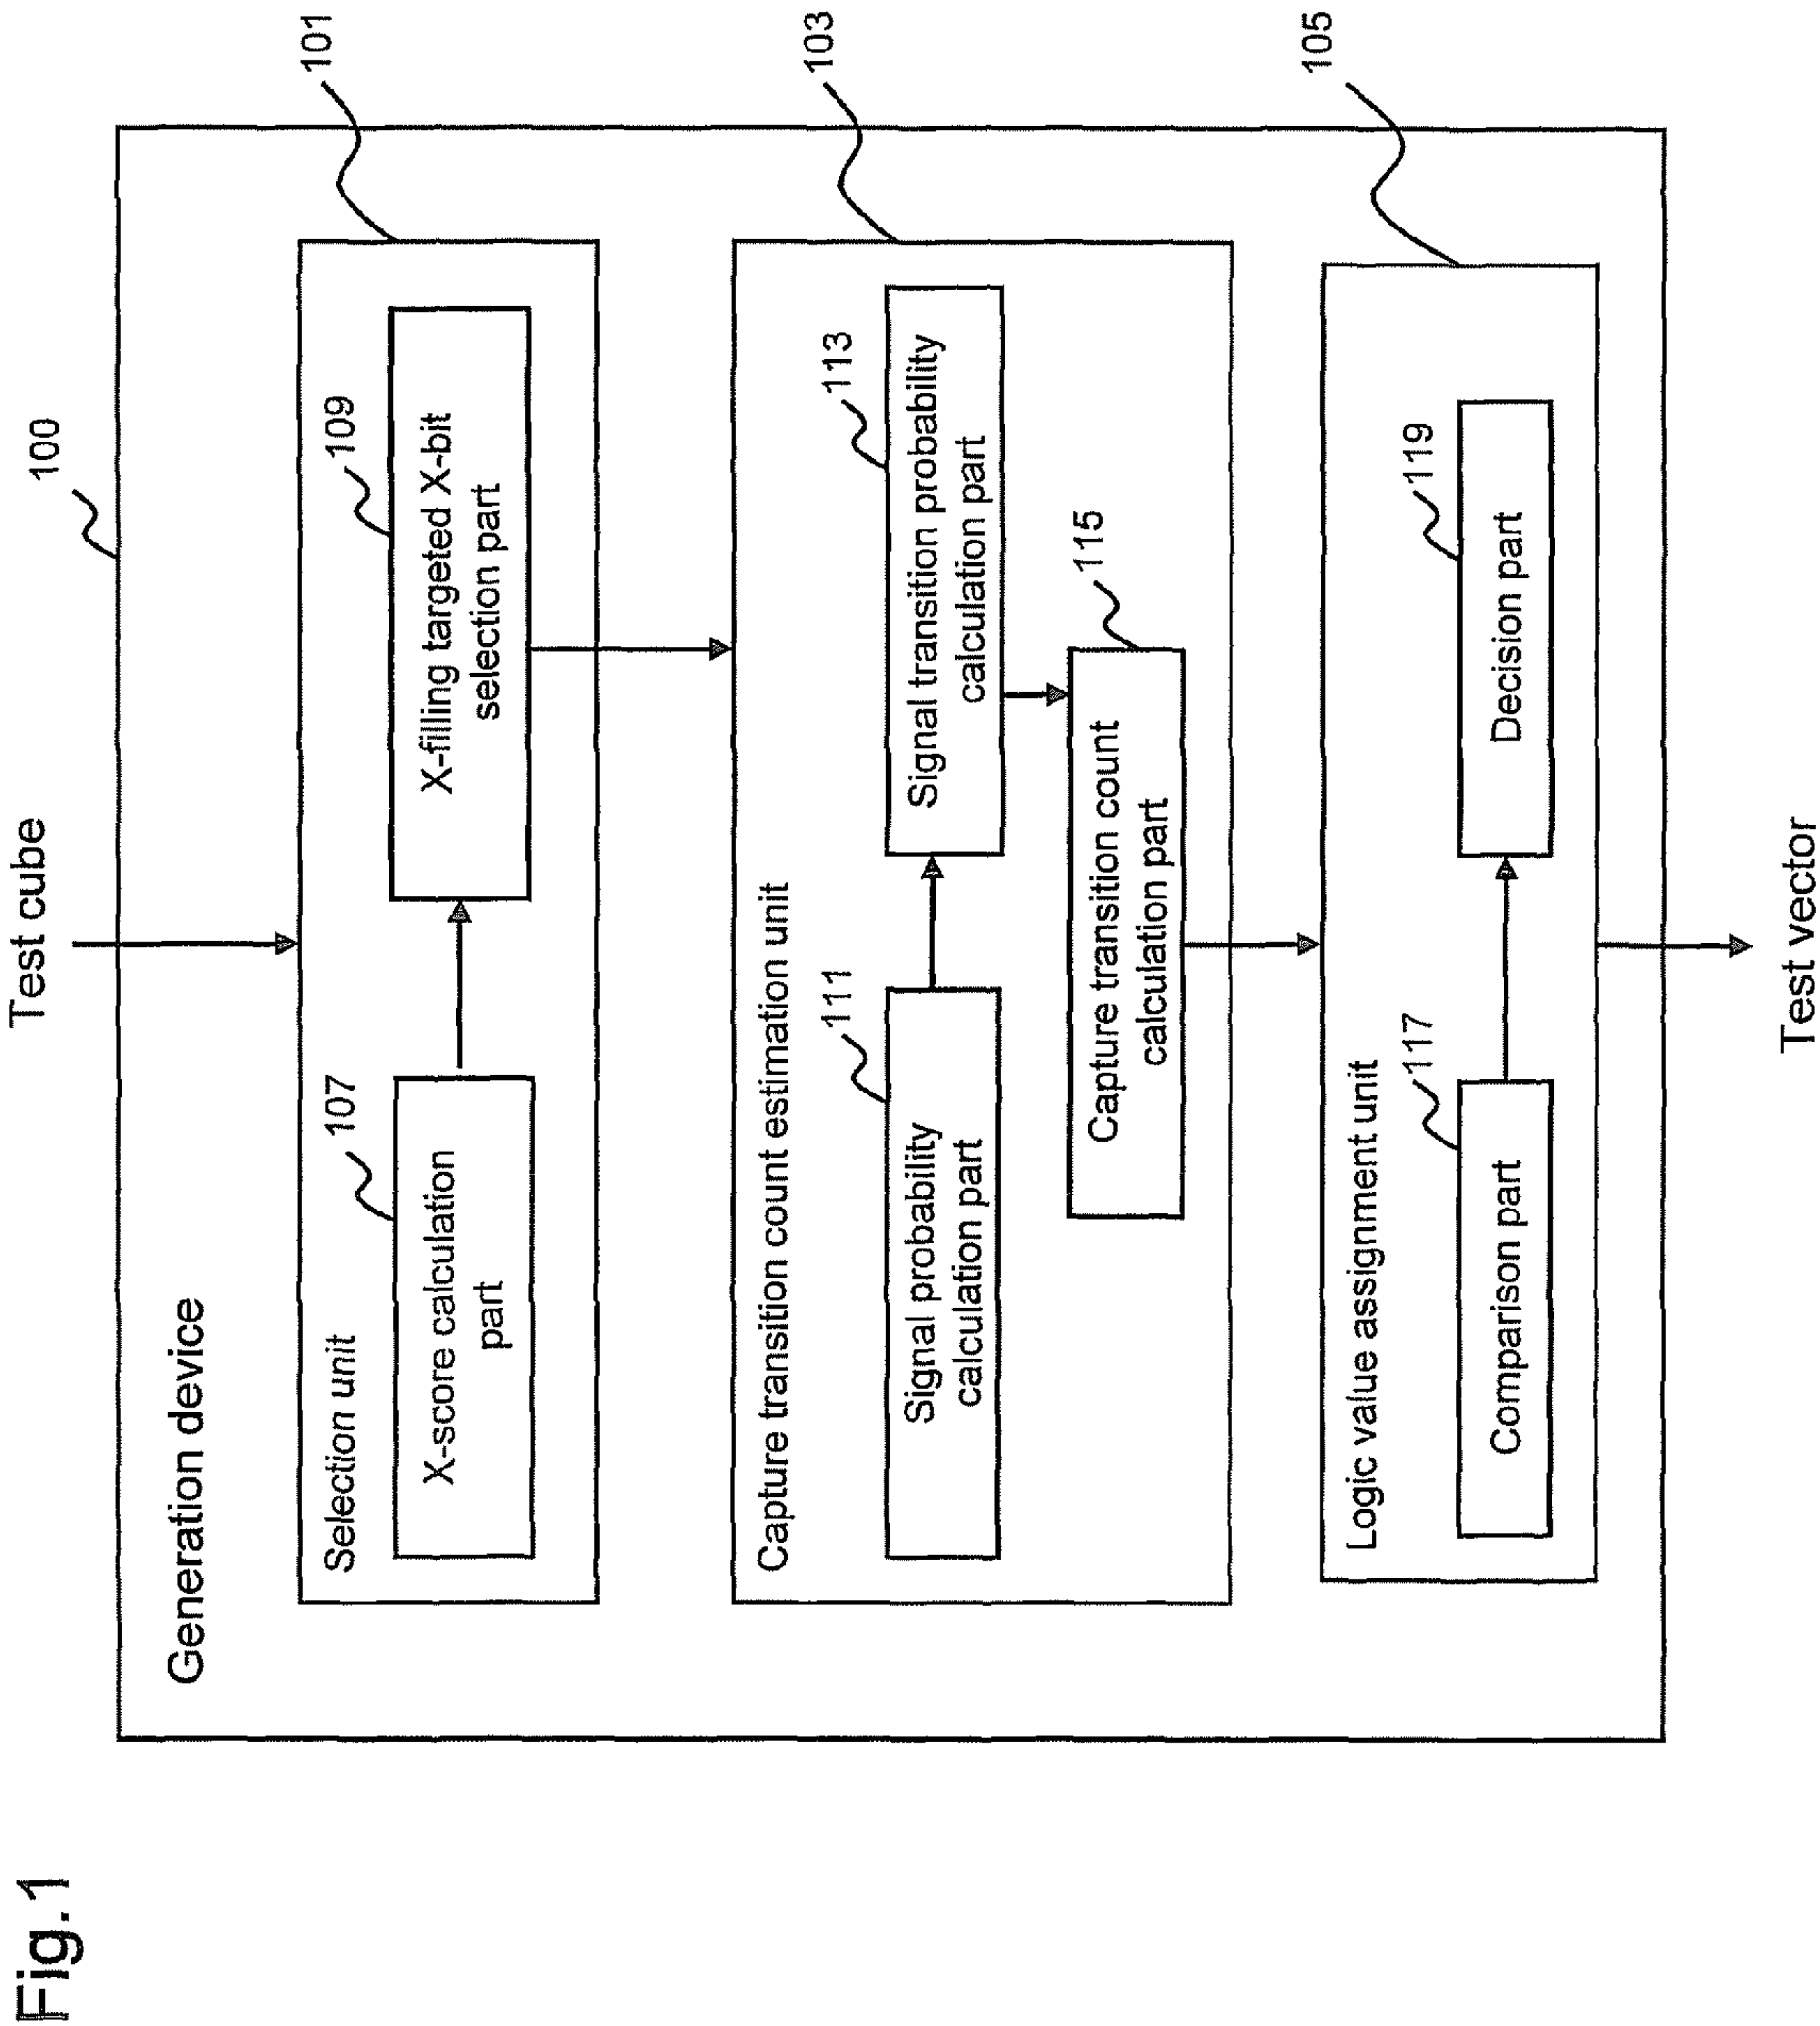 Fig.1
Test cube
100
Generation device
101
Selection unit
107
X-score calculation
part
109
X-filling targeted X-bit
selection part
103
Capture transition count estimation unit
111
Signal probability
calculation part
113
Signal transition probability
calculation part
115
Capture transition count
calculation part
105
Logic value assignment unit
117
Comparison part
119
Decision part
Test vector